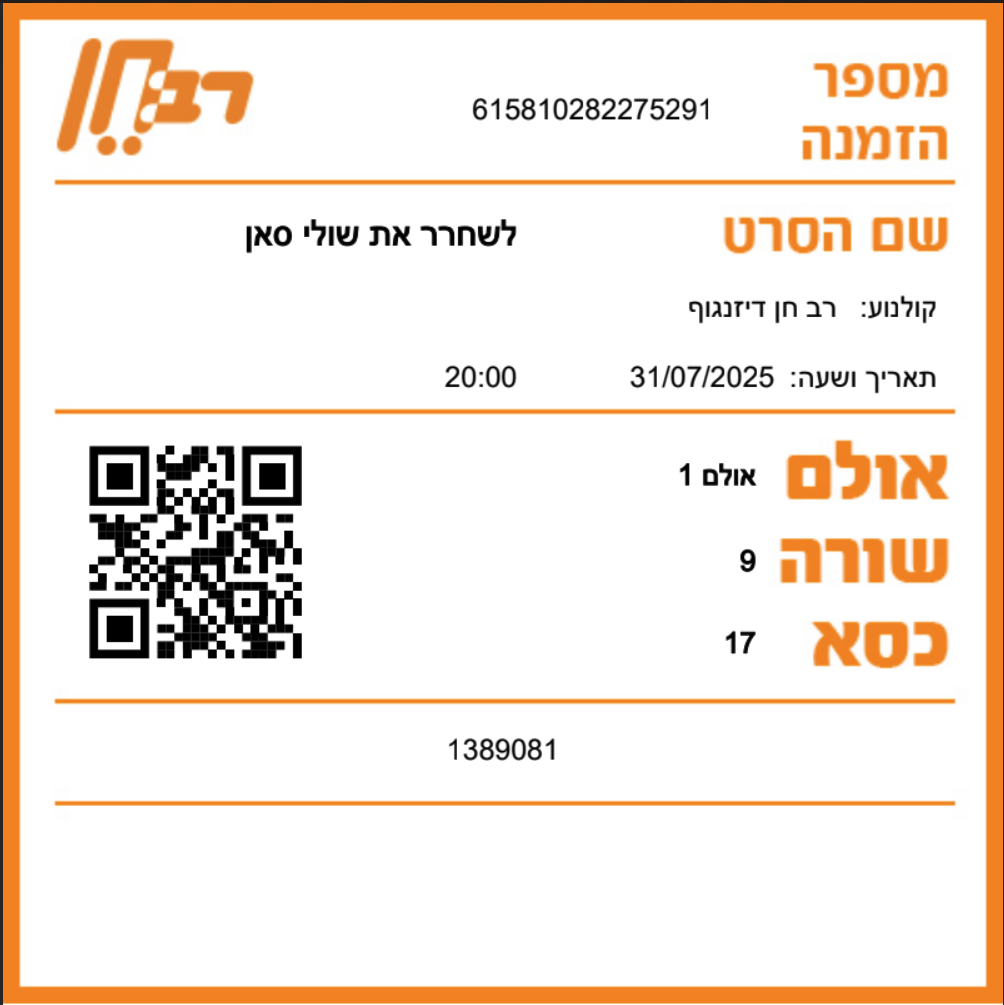 רב חן
מספר הזמנה 615810282275291
שם הסרט לשחרר את שולי סאן
קולנוע: רב חן דיזנגוף
תאריך ושעה: 31/07/2025 20:00
אולם אולם 1
שורה 9
כסא 17
1389081